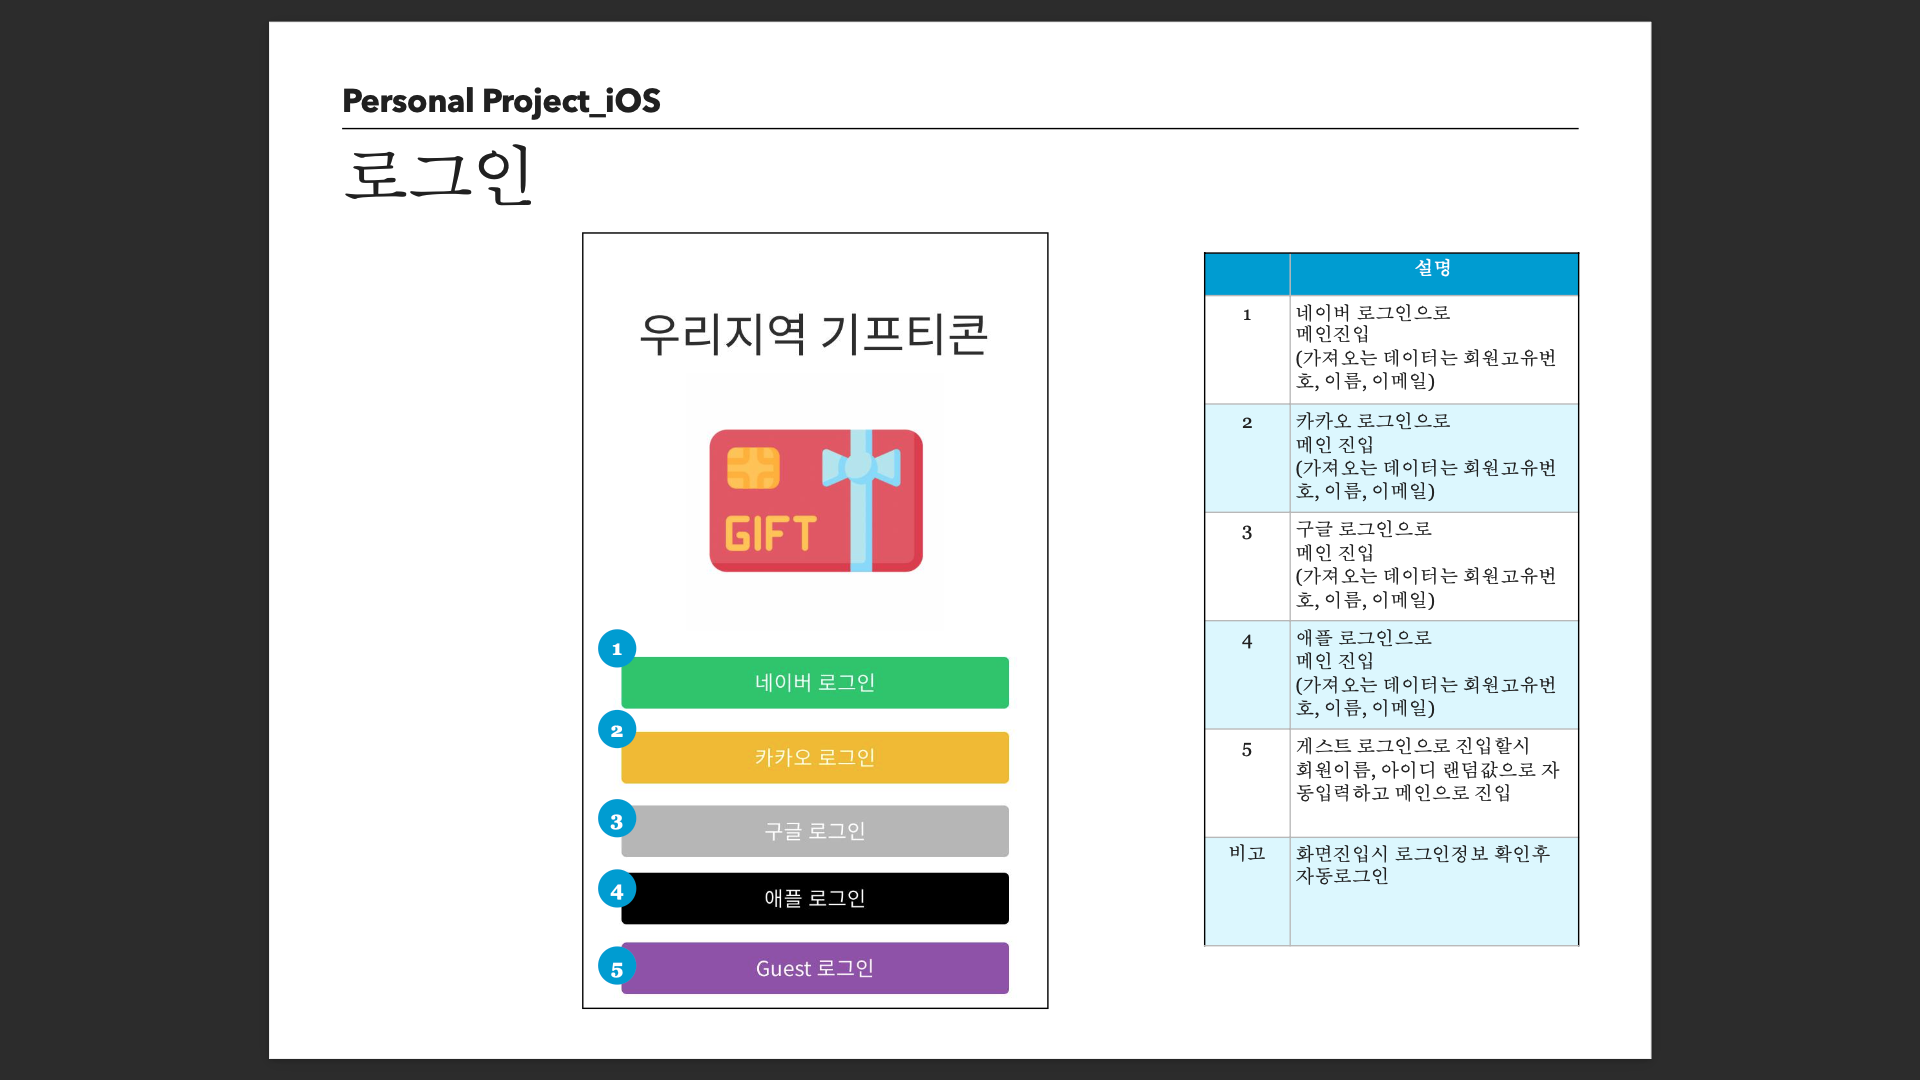 Personal Project_iOS
로그인
우리지역 기프티콘
GIFT
1
네이버 로그인
2
카카오 로그인
3
구글 로그인
4
애플 로그인
5
Guest 로그인
설명
1
네이버 로그인으로
메인진입
(가져오는 데이터는 회원고유번
호, 이름, 이메일)
2
카카오 로그인으로
메인 진입
(가져오는 데이터는 회원고유번
호, 이름, 이메일)
3
구글 로그인으로
메인 진입
(가져오는 데이터는 회원고유번
호, 이름, 이메일)
4
애플 로그인으로
메인 진입
(가져오는 데이터는 회원고유번
호, 이름, 이메일)
5
게스트 로그인으로 진입할시
회원이름, 아이디 랜덤값으로 자
동입력하고 메인으로 진입
비고
화면진입시 로그인정보 확인후
자동로그인